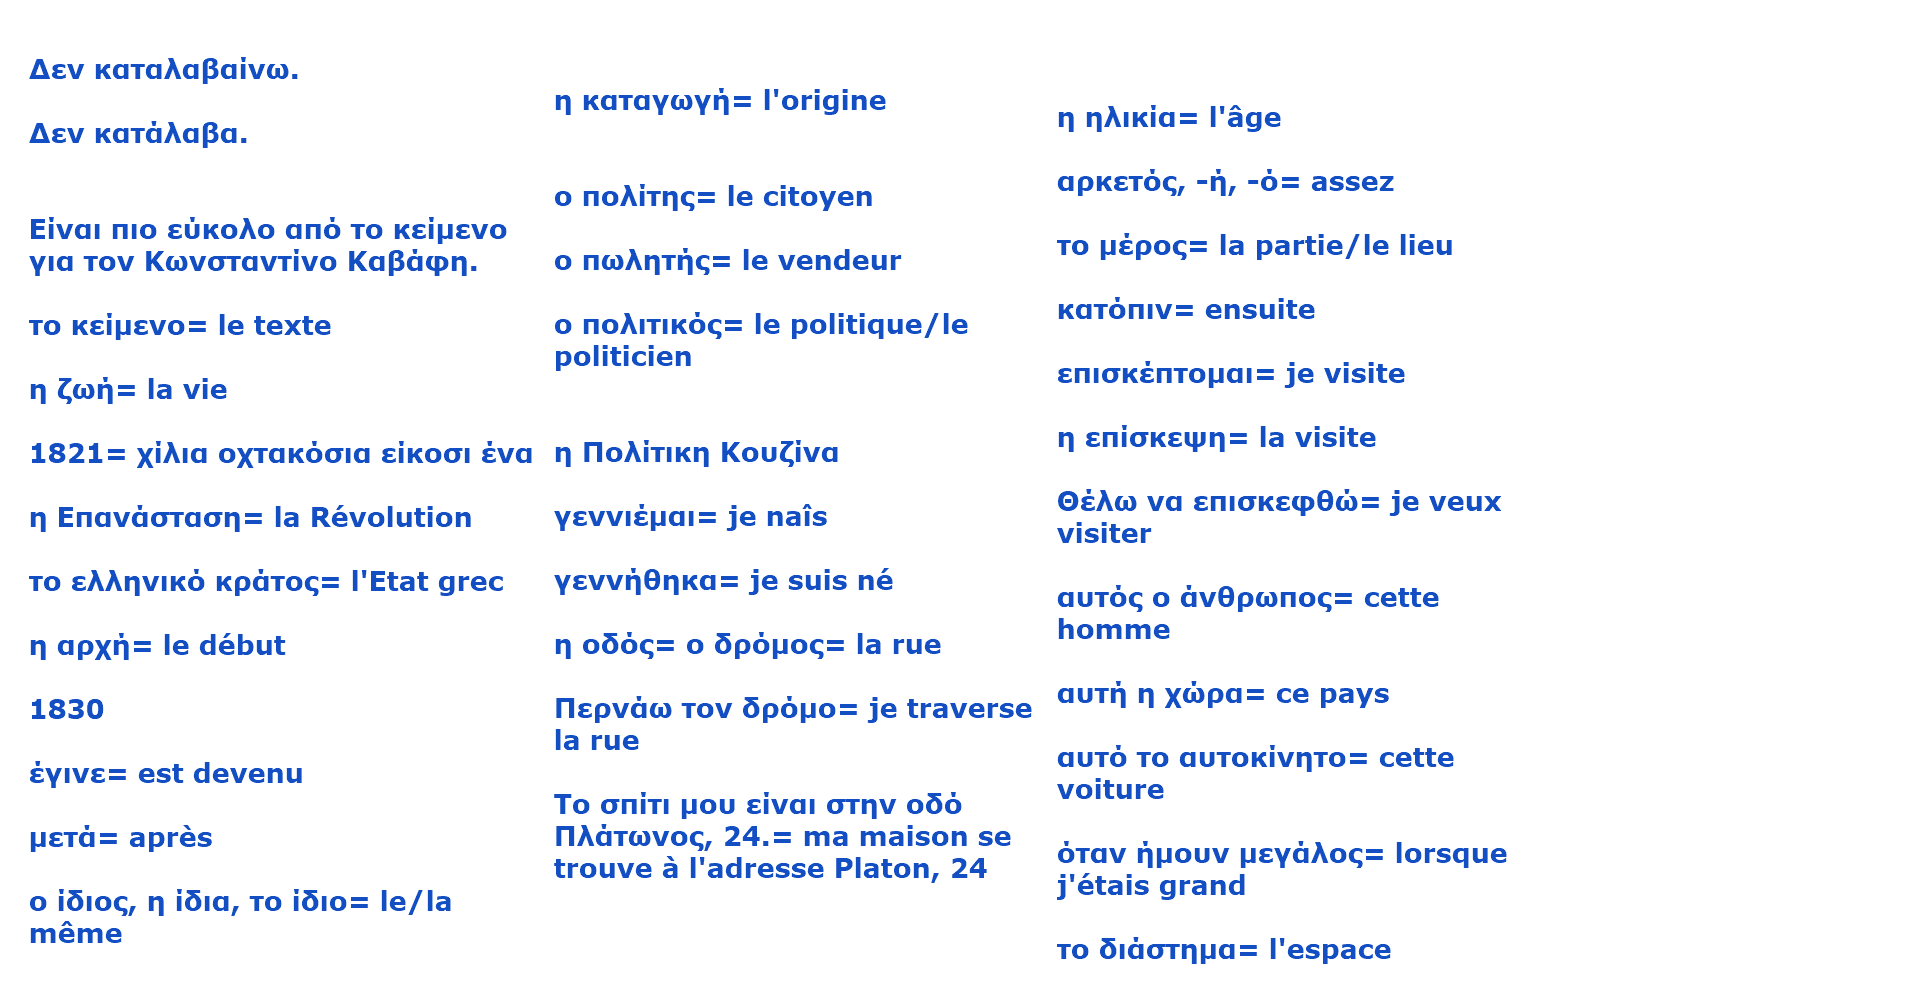 Δεν καταλαβαίνω.
Δεν κατάλαβα.
Είναι πιο εύκολο από το κείμενο
για τον Κωνσταντίνο Καβάφη.
το κείμενο= le texte
η ζωή= la vie
1821= χίλια οχτακόσια είκοσι ένα
η Επανάσταση= la Révolution
το ελληνικό κράτος= l'Etat grec
η αρχή= le début
1830
έγινε= est devenu
μετά= après
ο ίδιος, η ίδια, το ίδιο= le/la
même
η καταγωγή= l'origine
ο πολίτης= le citoyen
ο πωλητής= le vendeur
ο πολιτικός= le politique/le
politicien
η Πολίτικη Κουζίνα
γεννιέμαι= je naîs
γεννήθηκα= je suis né
η οδός= ο δρόμος= la rue
Περνάω τον δρόμο= je traverse
la rue
Το σπίτι μου είναι στην οδό
Πλάτωνος, 24.= ma maison se
trouve à l'adresse Platon, 24
η ηλικία= l'âge
αρκετός, -ή, -ό= assez
το μέρος= la partie/le lieu
κατόπιν= ensuite
επισκέπτομαι= je visite
η επίσκεψη= la visite
Θέλω να επισκεφθώ= je veux
visiter
αυτός ο άνθρωπος= cette
homme
αυτή η χώρα= ce pays
αυτό το αυτοκίνητο= cette
voiture
όταν ήμουν μεγάλος= lorsque
j'étais grand
το διάστημα= l'espace